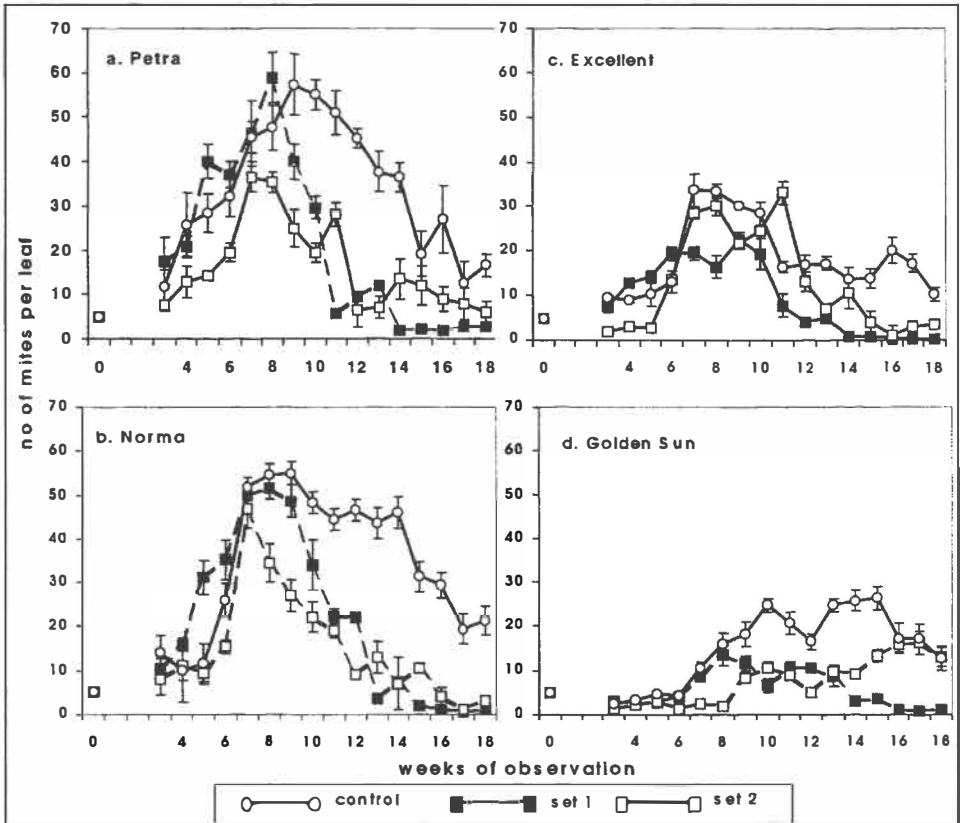 a. Petra
70
60
50
40
30
20
10
0
0 4 6 8 10 12 14 16 18
c. Excellent
70
60
50
40
30
20
10
0
0 4 6 8 10 12 14 16 18
no of mites per leaf
b. Norma
70
60
50
40
30
20
10
0
0 4 6 8 10 12 14 16 18
d. Golden Sun
70
60
50
40
30
20
10
0
0 4 6 8 10 12 14 16 18
weeks of observation
control set 1 set 2